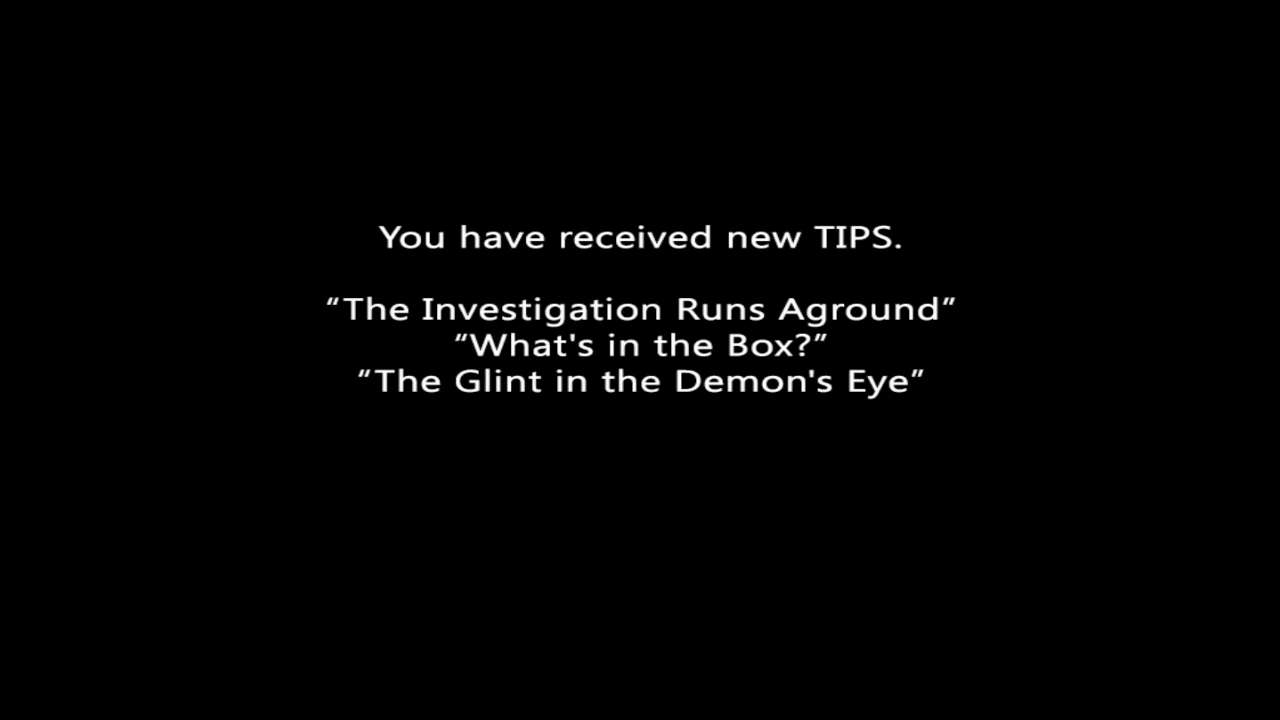 You have received new TIPS.
“The Investigation Runs Aground”
“What's in the Box?”
“The Glint in the Demon's Eye”